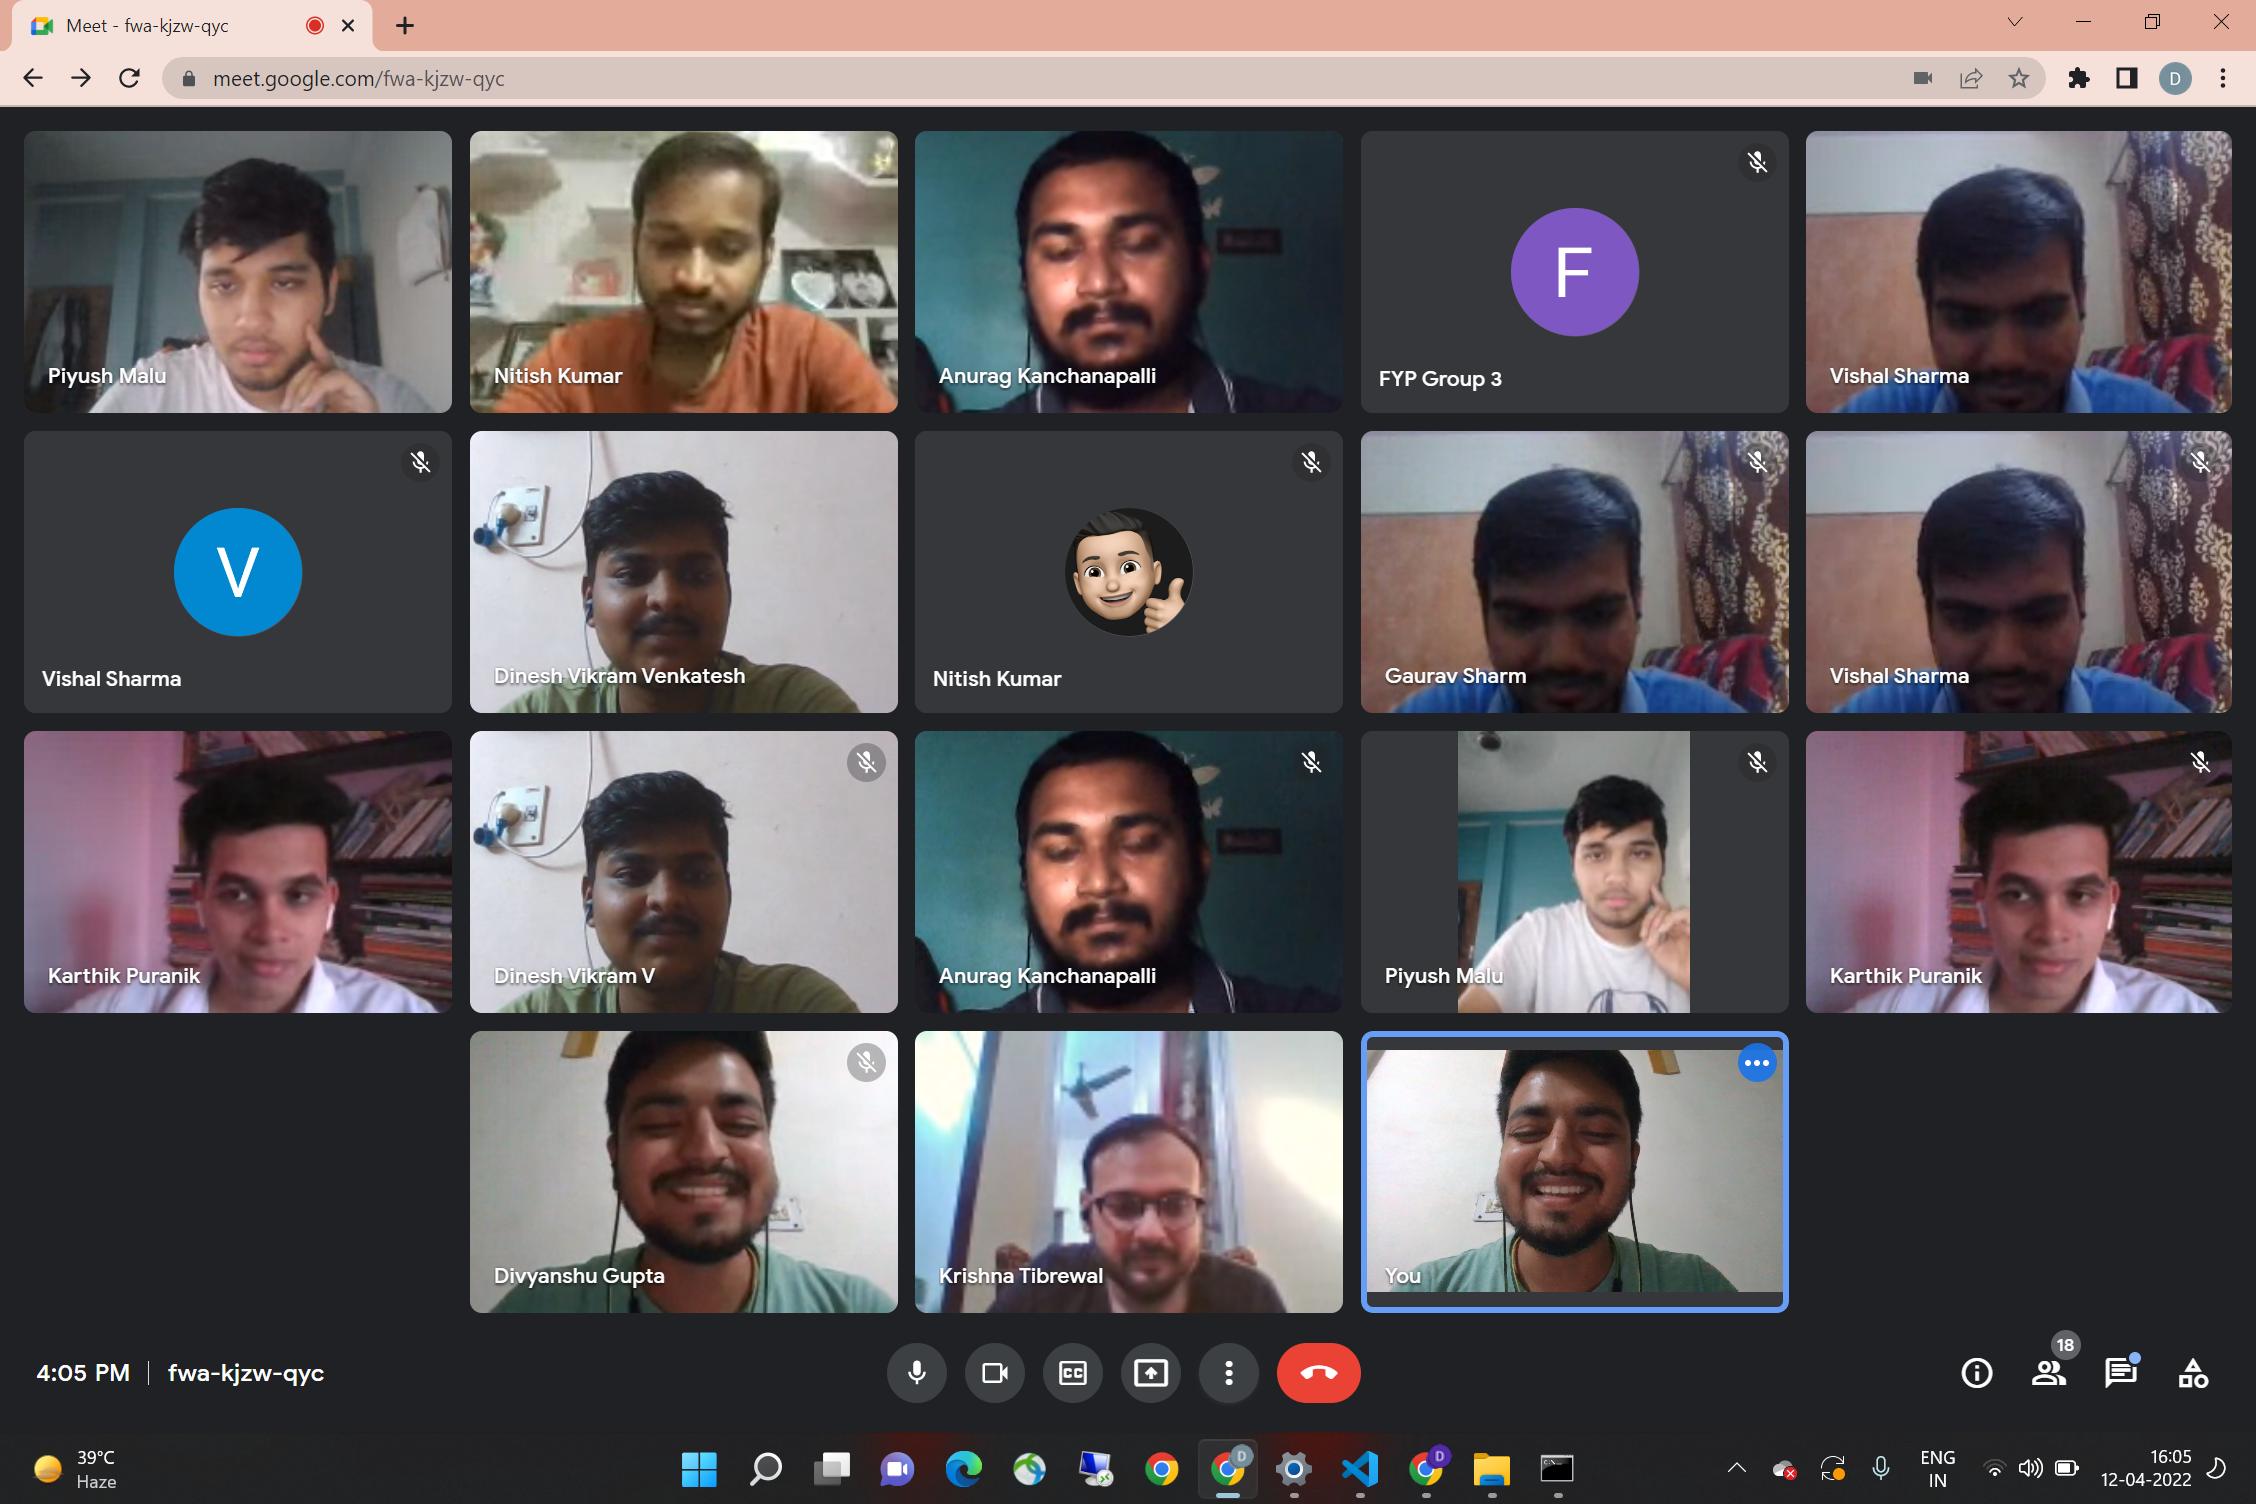 Meet - fwa-kjzw-qyc
meet.google.com/fwa-kjzw-qyc
D
Piyush Malu
Nitish Kumar
Anurag Kanchanapalli
F
FYP Group 3
Vishal Sharma
V
Vishal Sharma
Dinesh Vikram Venkatesh
Nitish Kumar
Gaurav Sharm
Vishal Sharma
Karthik Puranik
Dinesh Vikram V
Anurag Kanchanapalli
Piyush Malu
Karthik Puranik
Divyanshu Gupta
Krishna Tibrewal
You
4:05 PM | fwa-kjzw-qyc
CC
18
39°C
Haze
D
D
ENG
IN
16:05
12-04-2022